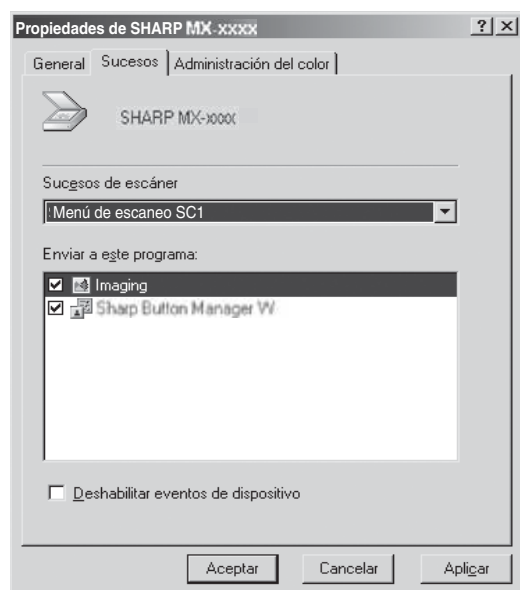 Propiedades de SHARP MX-xxxx
? X
General Sucesos Administración del color
SHARP MX-xxxx
Sucesos de escáner
Menú de escaneo SC1
Enviar a este programa:
Imaging
Sharp Button Manager W
Deshabilitar eventos de dispositivo
Aceptar Cancelar Aplicar